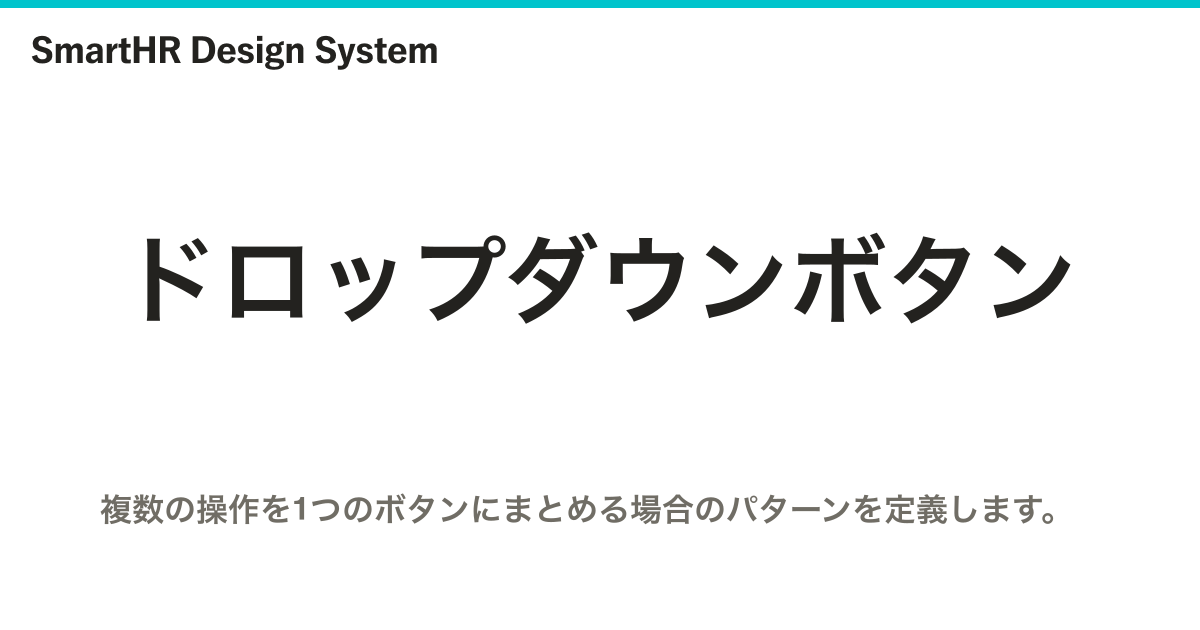 SmartHR Design System
ドロップダウンボタン
複数の操作を1つのボタンにまとめる場合のパターンを定義します。